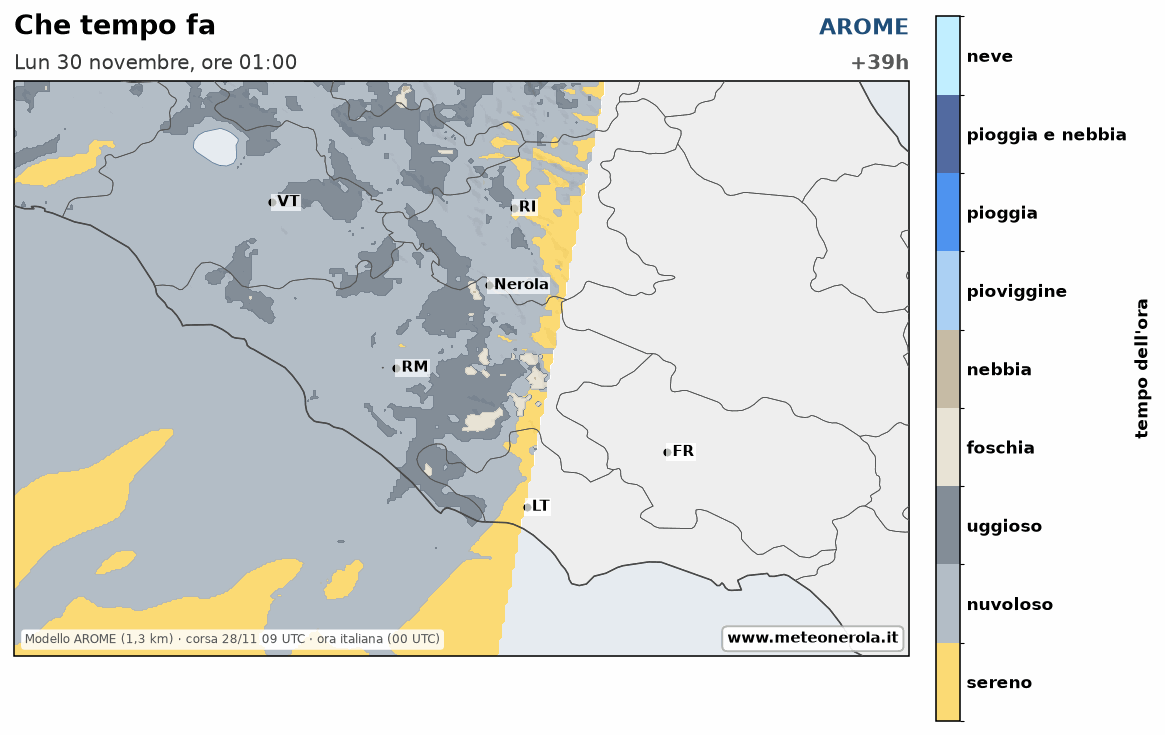 Che tempo fa
AROME
Lun 30 novembre, ore 01:00
+39h
neve
pioggia e nebbia
pioggia
pioviggine
nebbia
foschia
uggioso
nuvoloso
sereno
tempo dell'ora
VT
RI
Nerola
RM
FR
LT
Modello AROME (1,3 km) · corsa 28/11 09 UTC · ora italiana (00 UTC)
www.meteonerola.it